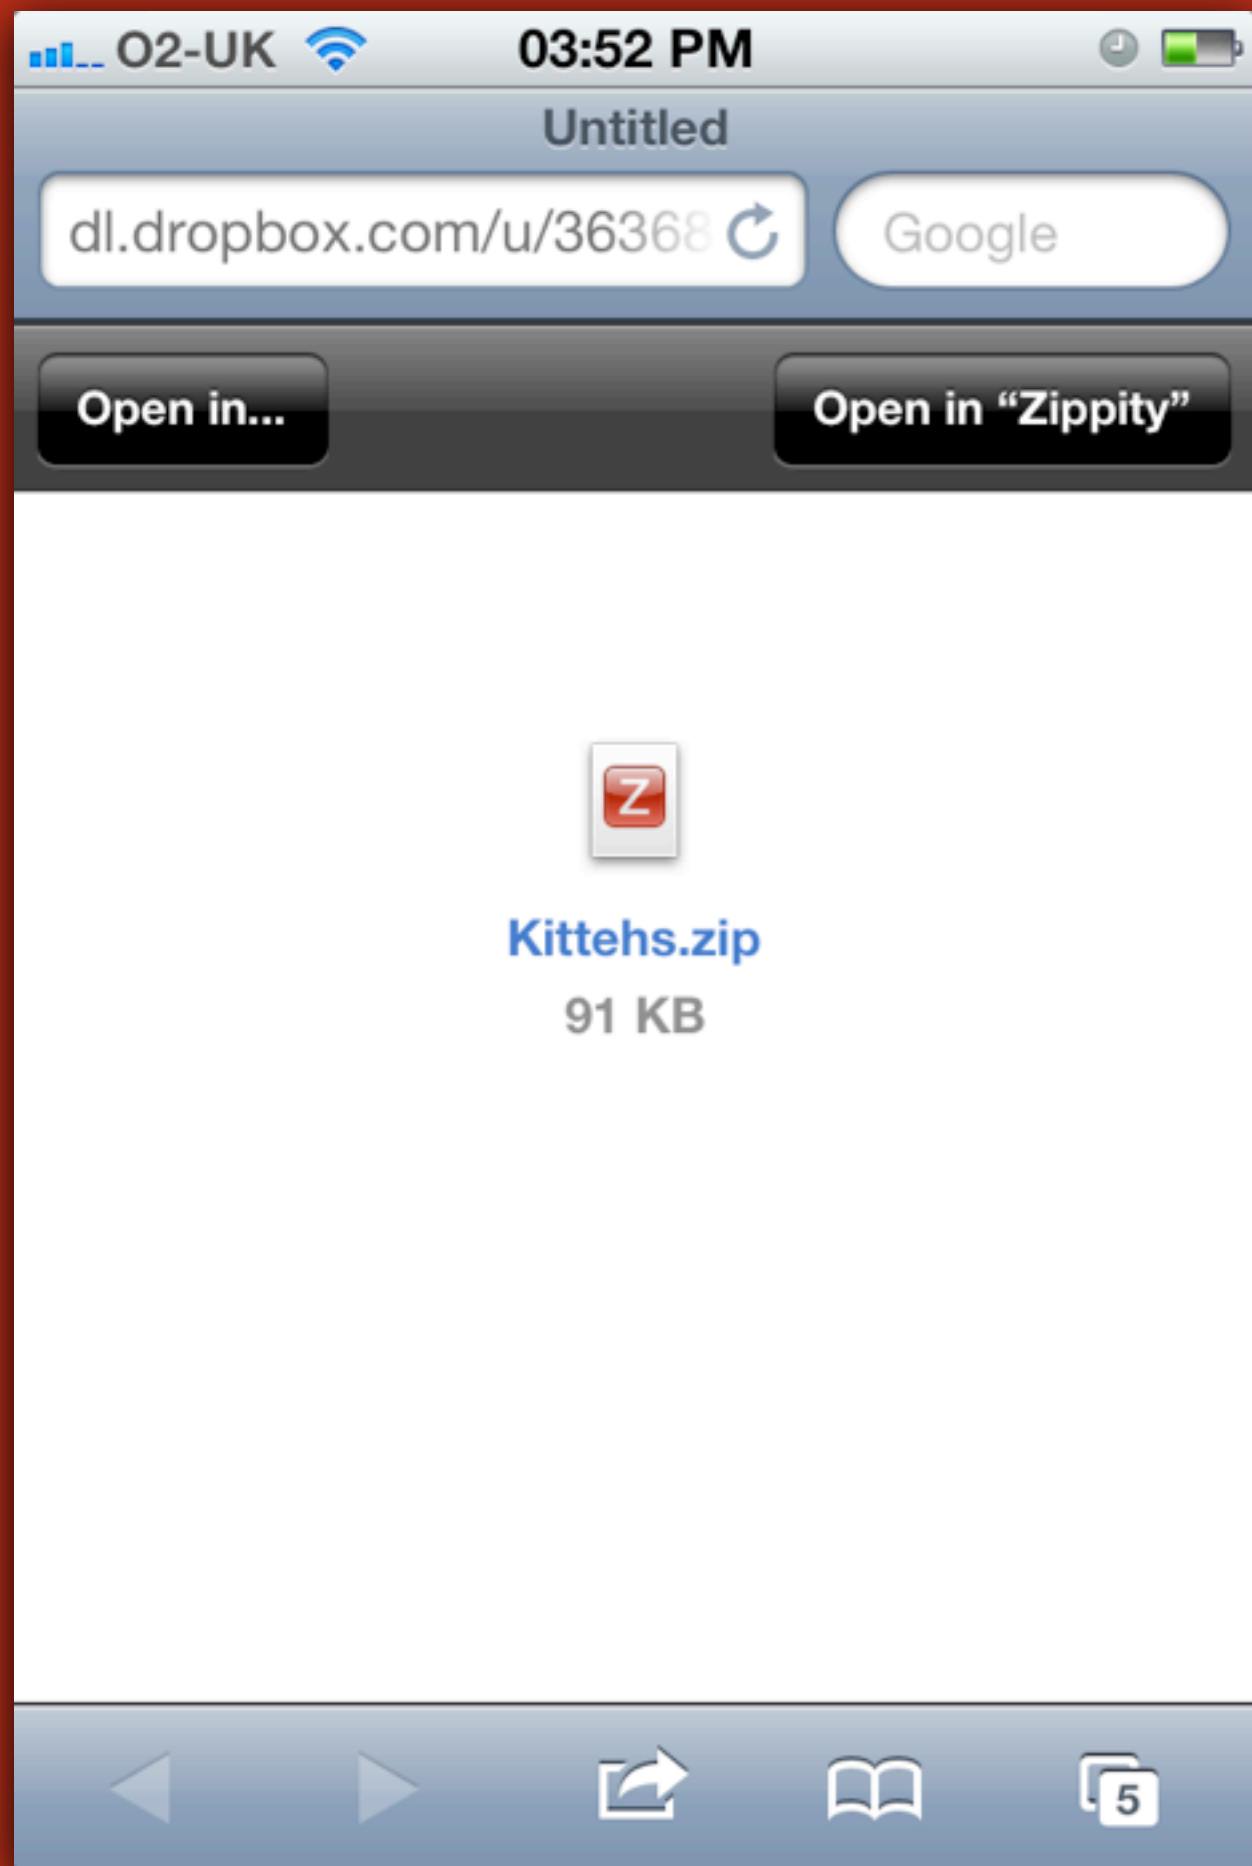 O2-UK 03:52 PM
Untitled
dl.dropbox.com/u/36368 Google
Open in... Open in “Zippity”
Z
Kittehs.zip
91 KB
5